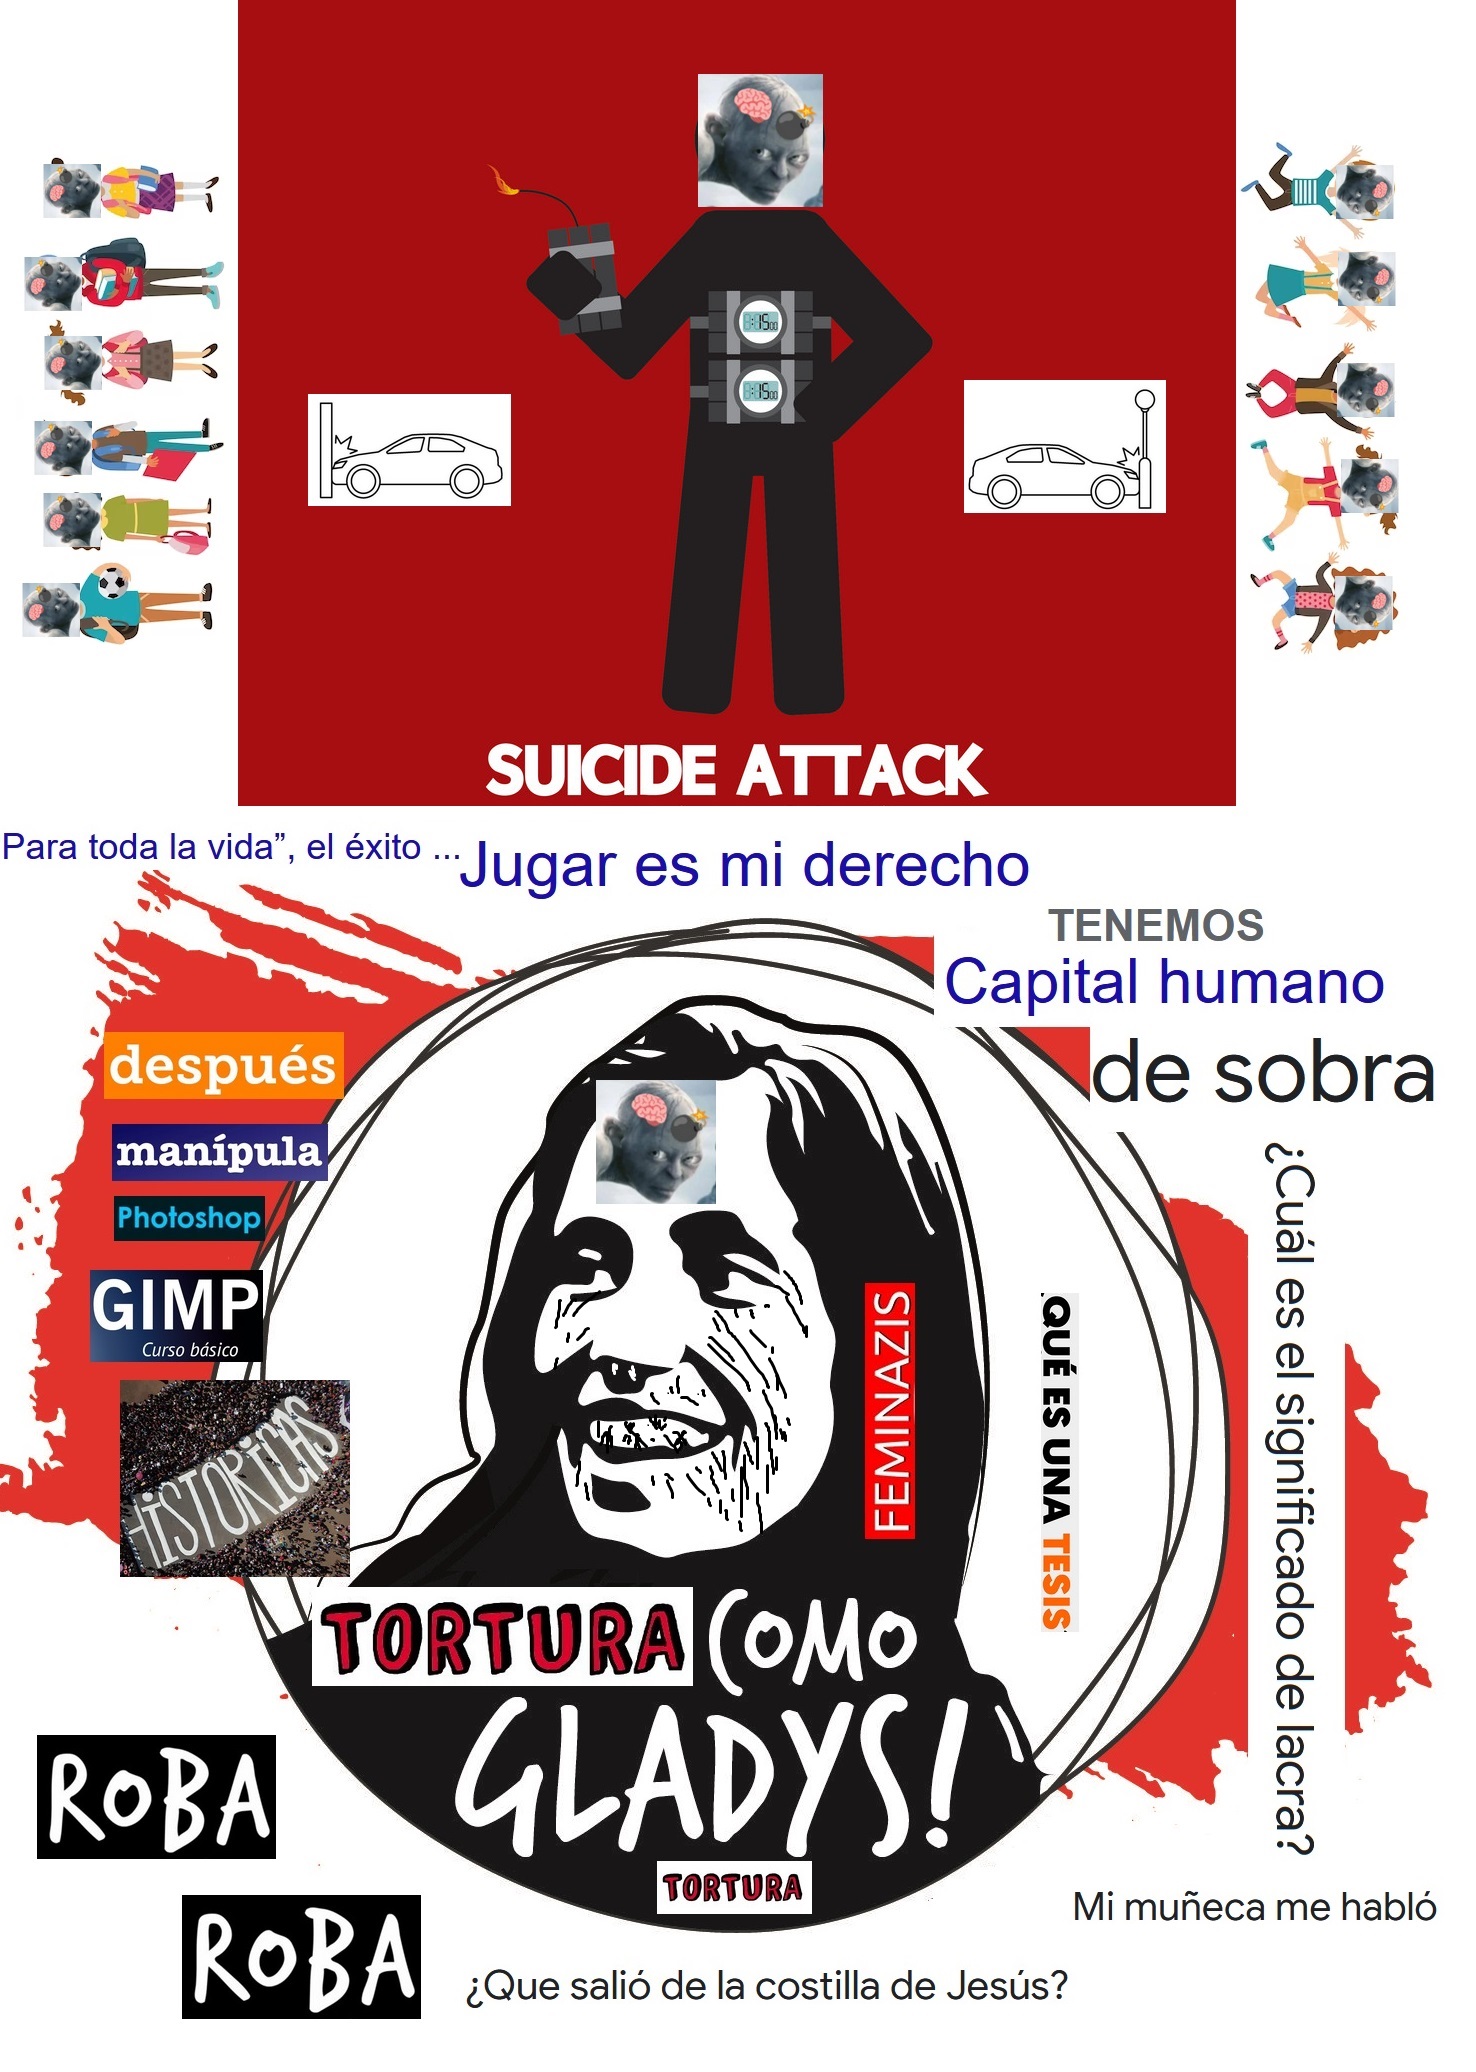 SUICIDE ATTACK
Para toda la vida”, el éxito ...
Jugar es mi derecho
TENEMOS
Capital humano
de sobra
después
manípula
Photoshop
GIMP
Curso básico
HISTORICAS
FEMINAZIS
QUÉ ES UNA TESIS
¿Cuál es el significado de lacra?
TORTURA COMO
GLADYS!
TORTURA
ROBA
ROBA
Mi muñeca me habló
¿Que salió de la costilla de Jesús?